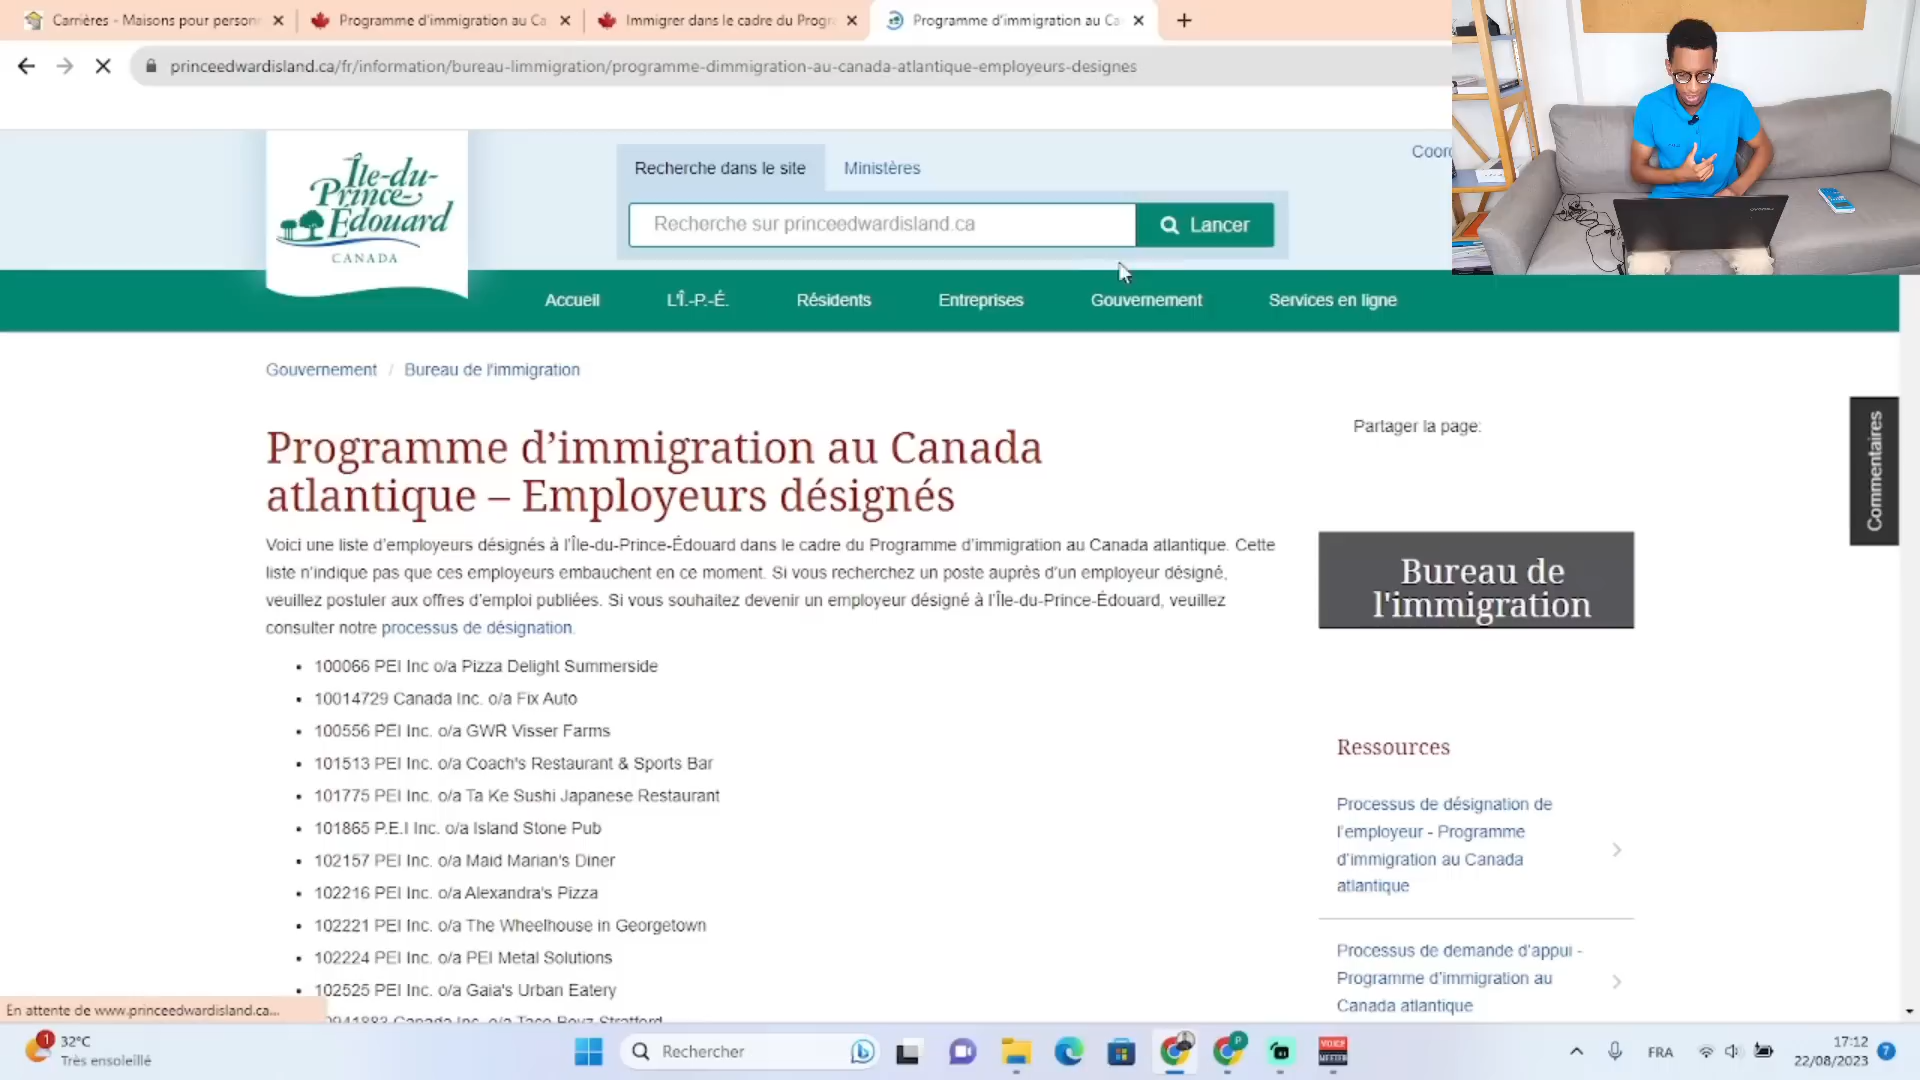 Carrières - Maisons pour person
Programme d'immigration au Ca
Immigrer dans le cadre du Progr
Programme d'immigration au Ca
princeedwardisland.ca/fr/information/bureau-limmigration/programme-dimmigration-au-canada-atlantique-employeurs-designes
Île-du-
Prince-
Édouard
CANADA
Recherche dans le site
Ministères
Coord
Recherche sur princeedwardisland.ca
Lancer
Accueil
L'Î.-P.-É.
Résidents
Entreprises
Gouvernement
Services en ligne
Gouvernement / Bureau de l'immigration
Programme d'immigration au Canada
atlantique – Employeurs désignés
Partager la page:
Commentaires
Voici une liste d'employeurs désignés à l'Île-du-Prince-Édouard dans le cadre du Programme d'immigration au Canada atlantique. Cette
liste n'indique pas que ces employeurs embauchent en ce moment. Si vous recherchez un poste auprès d'un employeur désigné,
veuillez postuler aux offres d'emploi publiées. Si vous souhaitez devenir un employeur désigné à l'Île-du-Prince-Édouard, veuillez
consulter notre processus de désignation.
Bureau de
l'immigration
• 100066 PEI Inc o/a Pizza Delight Summerside
• 10014729 Canada Inc. o/a Fix Auto
• 100556 PEI Inc. o/a GWR Visser Farms
• 101513 PEI Inc. o/a Coach's Restaurant & Sports Bar
• 101775 PEI Inc. o/a Ta Ke Sushi Japanese Restaurant
• 101865 P.E.I Inc. o/a Island Stone Pub
• 102157 PEI Inc. o/a Maid Marian's Diner
• 102216 PEI Inc. o/a Alexandra's Pizza
• 102221 PEI Inc. o/a The Wheelhouse in Georgetown
• 102224 PEI Inc. o/a PEI Metal Solutions
• 102525 PEI Inc. o/a Gaia's Urban Eatery
0941883 Canada Inc. o/a Taco Boyz Stratford
Ressources
Processus de désignation de
l'employeur - Programme
d'immigration au Canada
atlantique
Processus de demande d'appui -
Programme d'immigration au
Canada atlantique
En attente de www.princeedwardisland.ca...
1
32°C
Très ensoleillé
Rechercher
P
VOICE
MEETER
FRA
17:12
22/08/2023
7